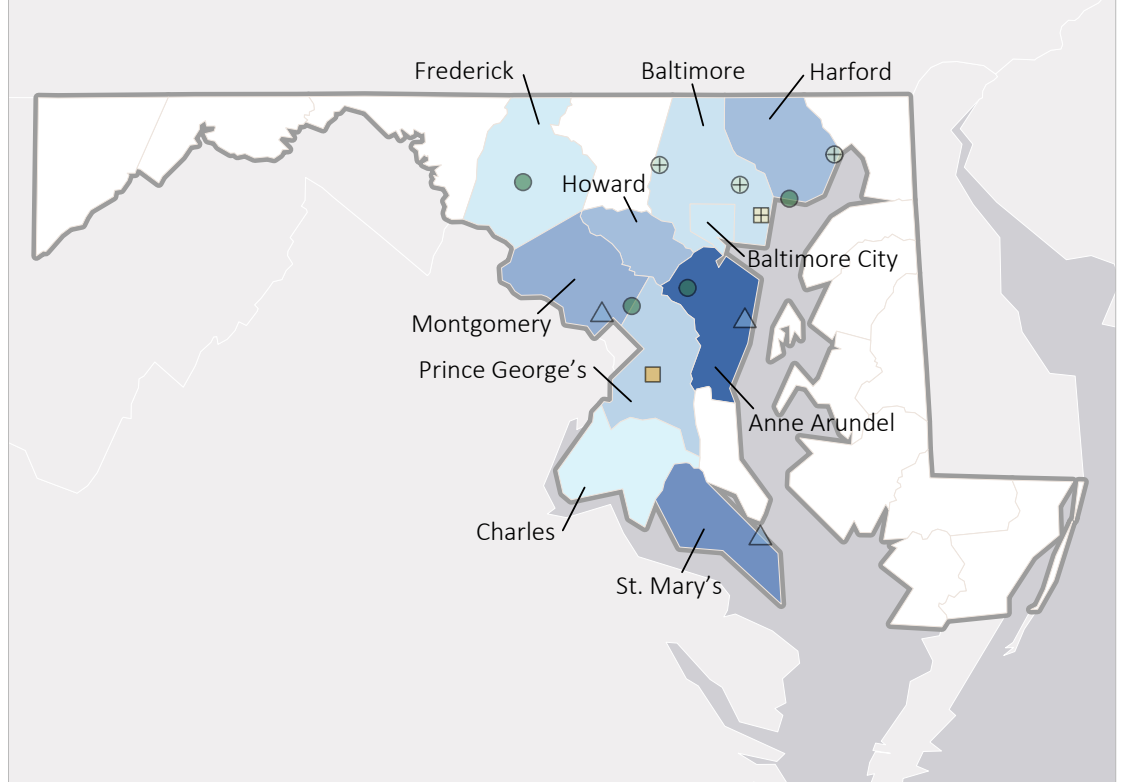 Frederick
Baltimore
Harford
Howard
Baltimore City
Montgomery
Prince George’s
Anne Arundel
Charles
St. Mary’s